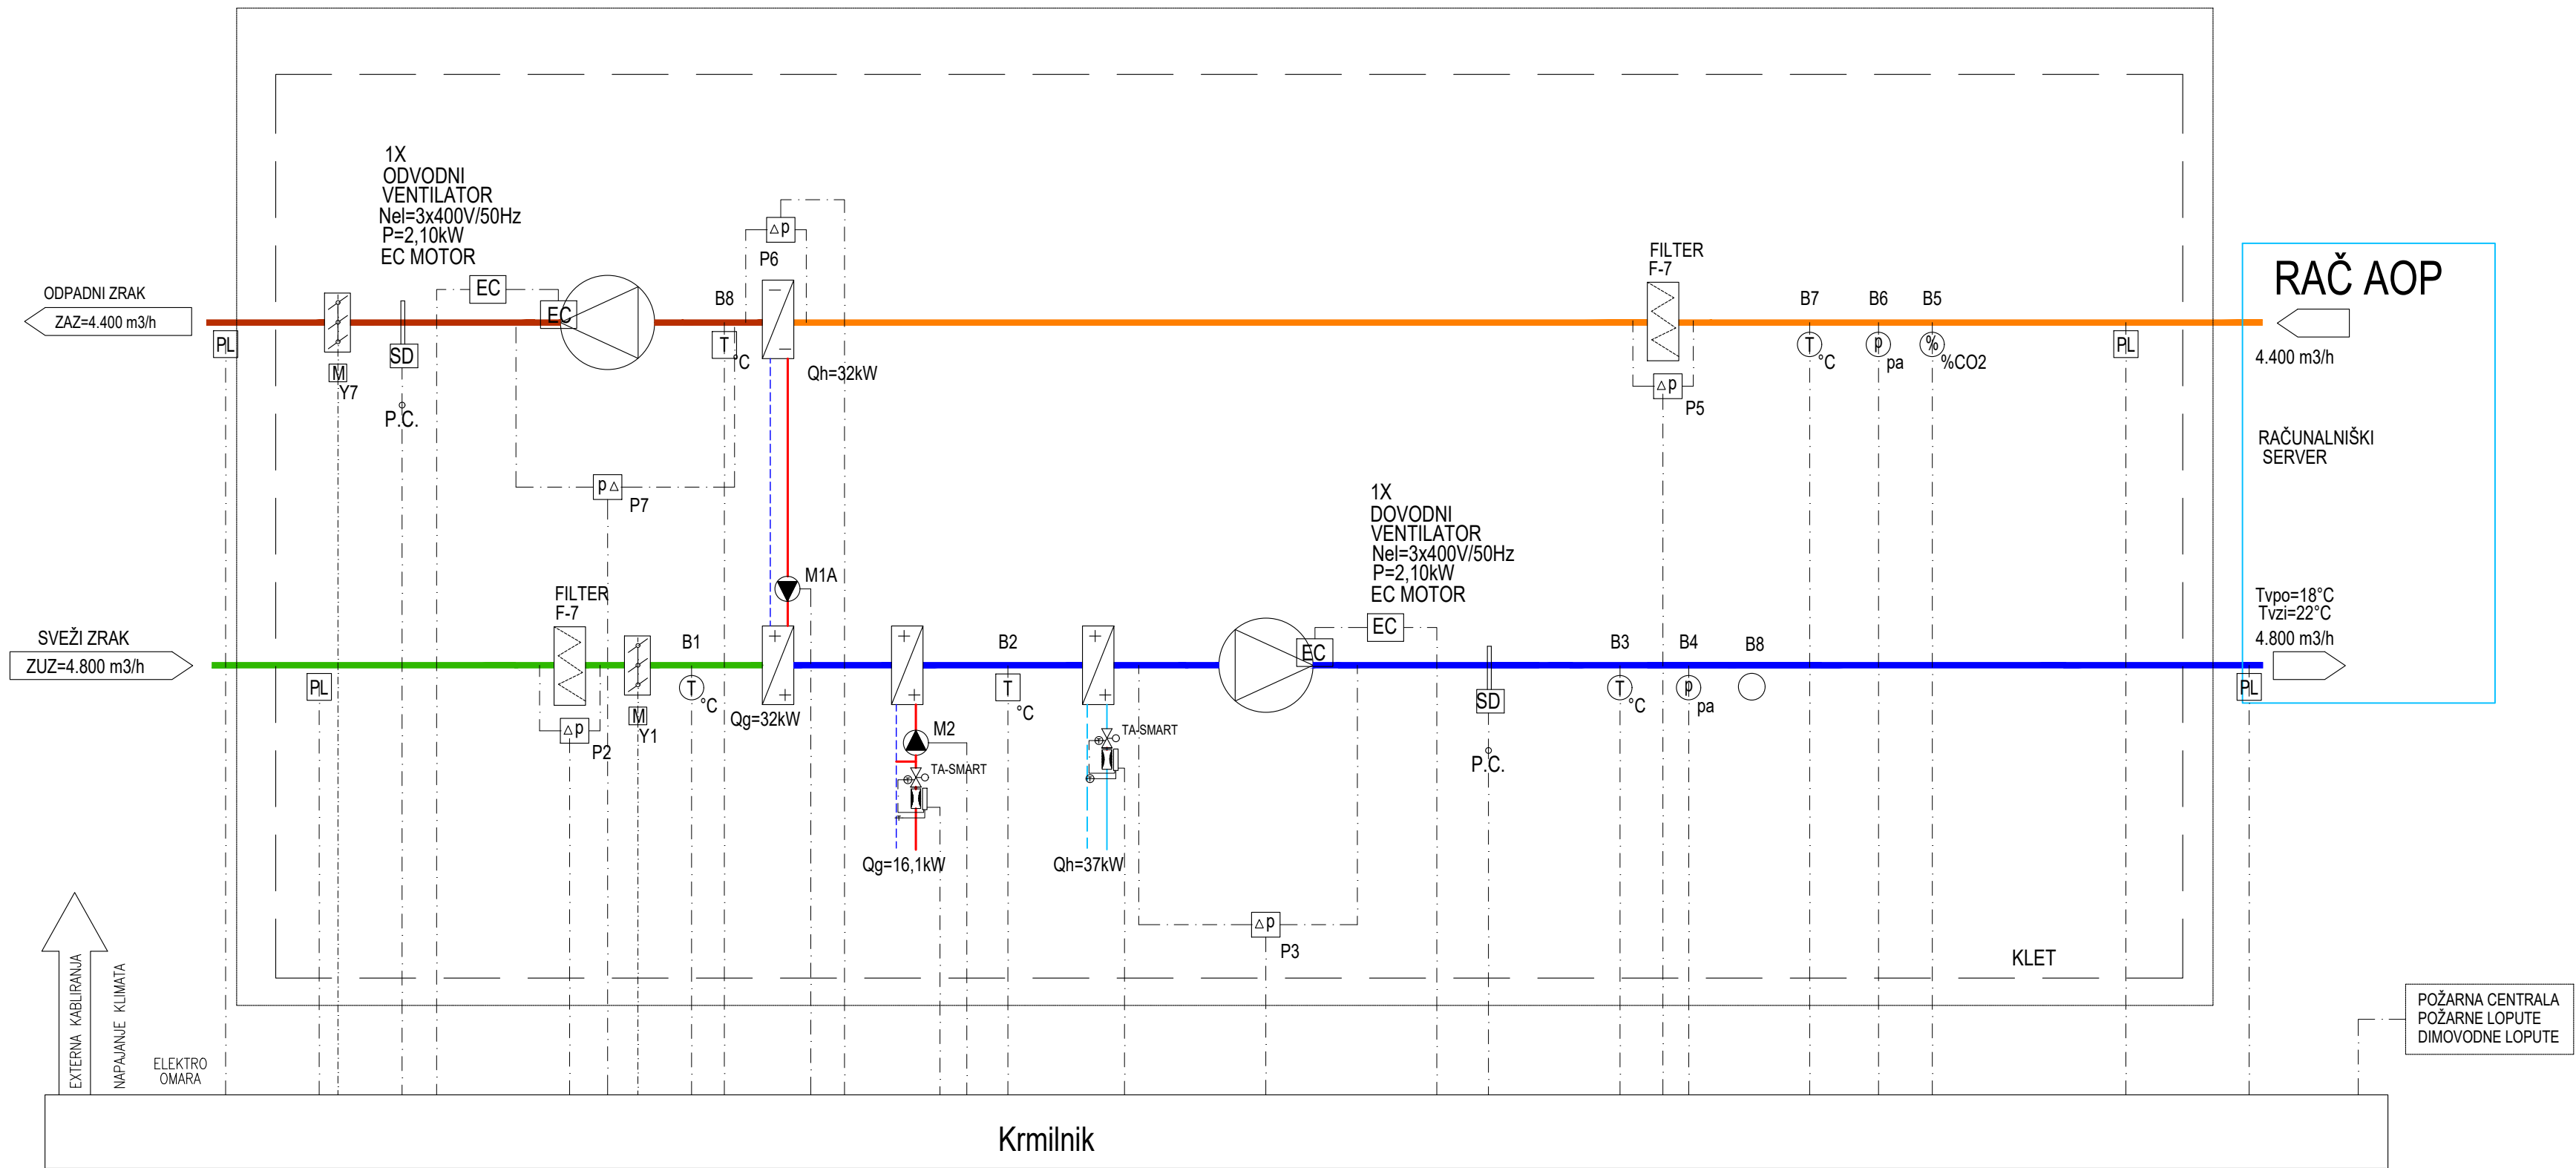 1X
ODVODNI
VENTILATOR
Nel=3x400V/50Hz
P=2,10kW
EC MOTOR
EC
EC
△p
P6
ODPADNI ZRAK
ZAZ=4.400 m3/h
PL
M
Y7
SD
P.C.
B8
T
°C
Qh=32kW
p△
P7
FILTER
F-7
△p
P5
B7
T
°C
B6
p
pa
B5
%
%CO2
PL
RAČ AOP
4.400 m3/h
RAČUNALNIŠKI
SERVER
Tvpo=18°C
Tvzi=22°C
4.800 m3/h
PL
SVEŽI ZRAK
ZUZ=4.800 m3/h
PL
FILTER
F-7
△p
P2
M
Y1
B1
T
°C
M1A
Qg=32kW
M2
TA-SMART
Qg=16,1kW
B2
T
°C
TA-SMART
Qh=37kW
1X
DOVODNI
VENTILATOR
Nel=3x400V/50Hz
P=2,10kW
EC MOTOR
EC
EC
△p
P3
SD
P.C.
B3
T
°C
B4
p
pa
B8
KLET
EXTERNA KABLIRANJA
NAPAJANJE KLIMATA
ELEKTRO
OMARA
POŽARNA CENTRALA
POŽARNE LOPUTE
DIMOVODNE LOPUTE
Krmilnik